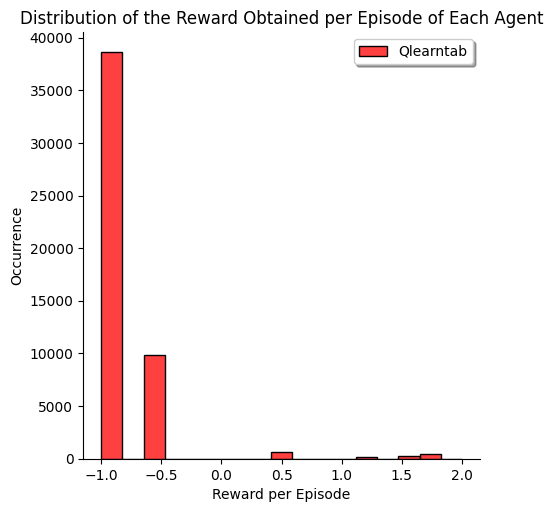 Distribution of the Reward Obtained per Episode of Each Agent
Qlearntab
40000
35000
30000
25000
20000
15000
10000
5000
0
Occurrence
−1.0 −0.5 0.0 0.5 1.0 1.5 2.0
Reward per Episode